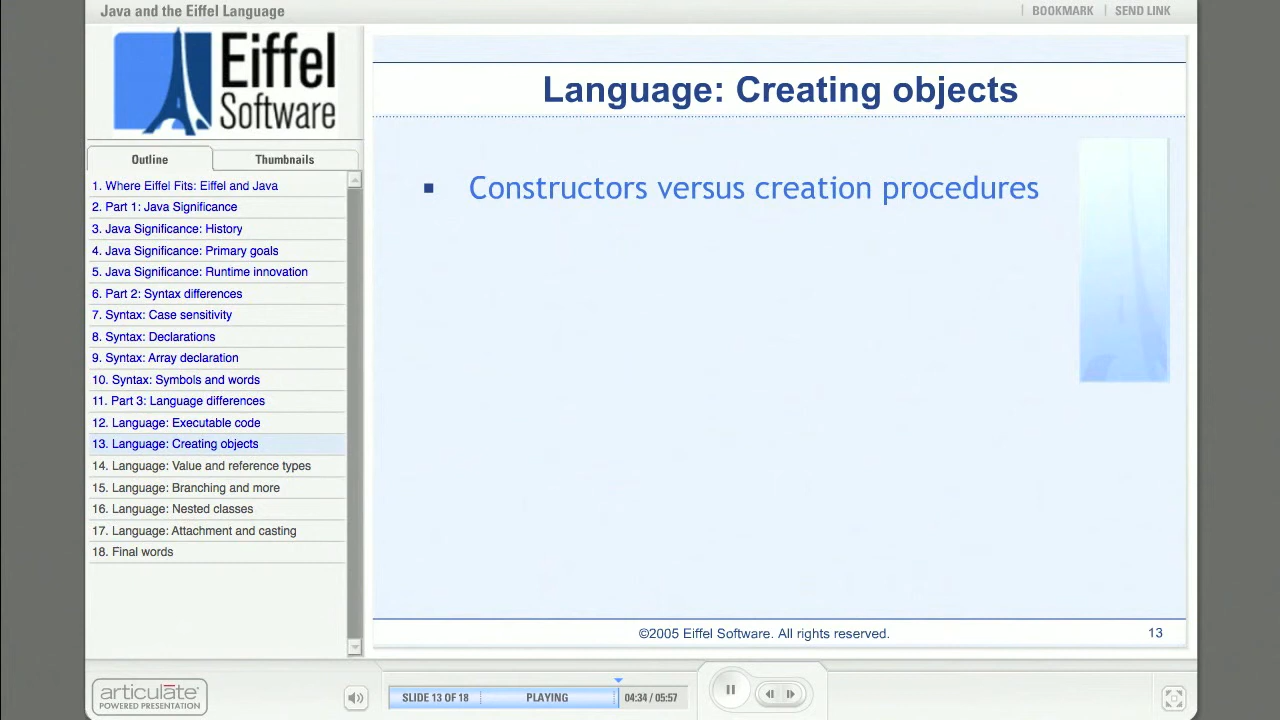 Java and the Eiffel Language
BOOKMARK
SEND LINK
Eiffel
Software
Outline
Thumbnails
1. Where Eiffel Fits: Eiffel and Java
2. Part 1: Java Significance
3. Java Significance: History
4. Java Significance: Primary goals
5. Java Significance: Runtime innovation
6. Part 2: Syntax differences
7. Syntax: Case sensitivity
8. Syntax: Declarations
9. Syntax: Array declaration
10. Syntax: Symbols and words
11. Part 3: Language differences
12. Language: Executable code
13. Language: Creating objects
14. Language: Value and reference types
15. Language: Branching and more
16. Language: Nested classes
17. Language: Attachment and casting
18. Final words
Language: Creating objects
Constructors versus creation procedures
©2005 Eiffel Software. All rights reserved.
13
articulate
POWERED PRESENTATION
SLIDE 13 OF 18
PLAYING
04:34 / 05:57